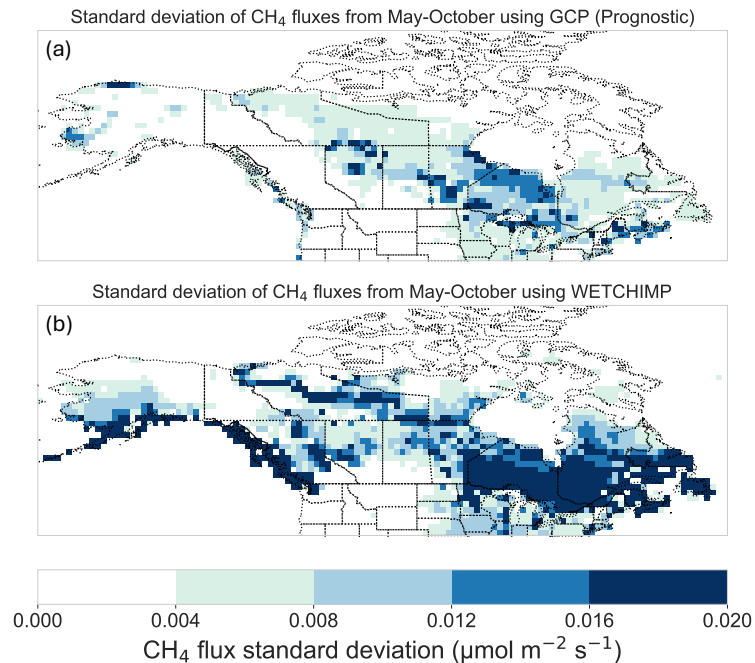 Standard deviation of CH₄ fluxes from May-October using GCP (Prognostic)
(a)
Standard deviation of CH₄ fluxes from May-October using WETCHIMP
(b)
0.000 0.004 0.008 0.012 0.016 0.020
CH₄ flux standard deviation (μmol m⁻² s⁻¹)